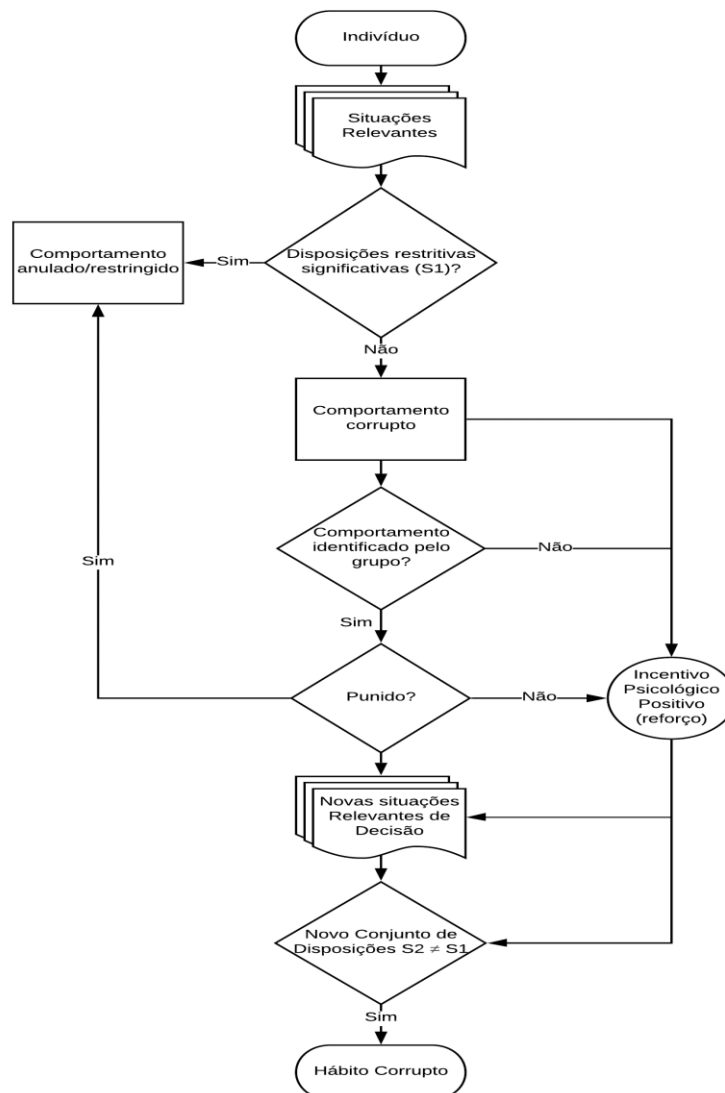 Indivíduo
Situações
Relevantes
Disposições restritivas
significativas (S1)?
Sim
Comportamento
anulado/restringido
Não
Comportamento
corrupto
Comportamento
identificado pelo
grupo?
Não
Sim
Sim
Punido?
Não
Incentivo
Psicológico
Positivo
(reforço)
Novas situações
Relevantes de
Decisão
Novo Conjunto de
Disposições S2 ≠ S1
Sim
Hábito Corrupto